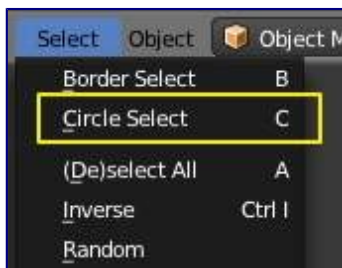 Select Object Object M
Border Select B
Circle Select C
(De)select All A
Inverse Ctrl I
Random